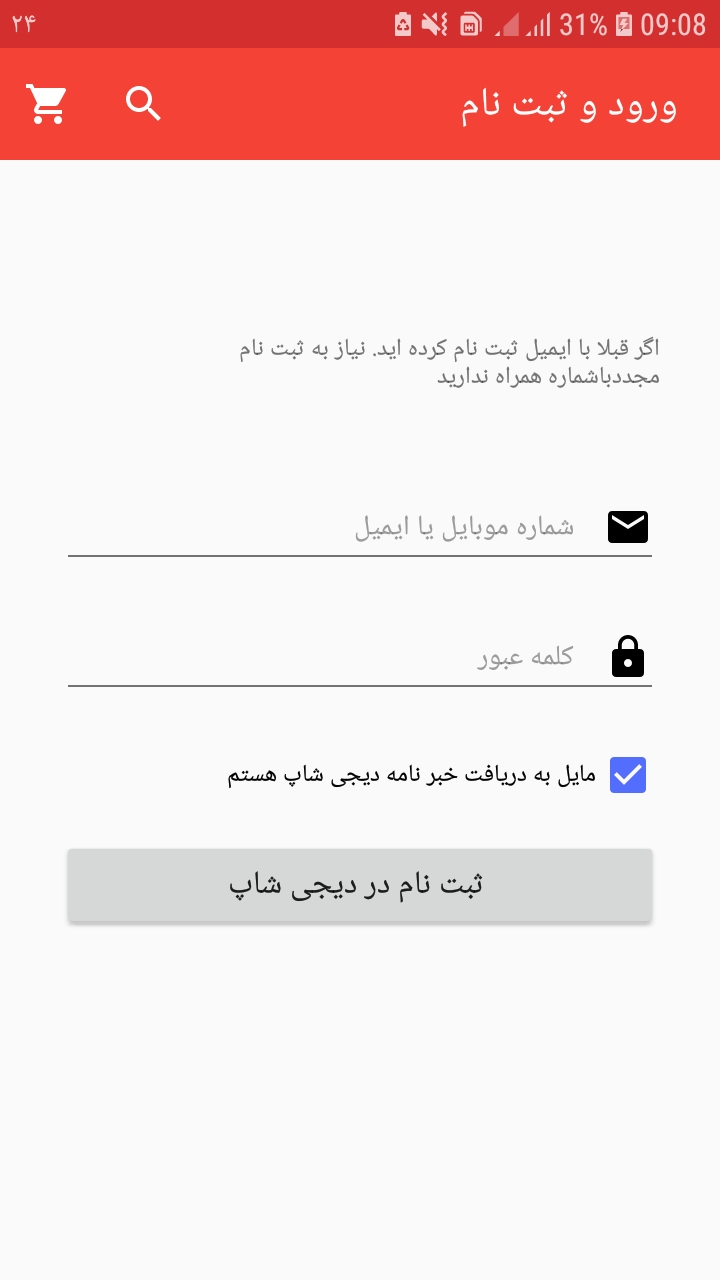 ۲۴ 31% 09:08
ورود و ثبت نام
اگر قبلا با ایمیل ثبت نام کرده اید. نیاز به ثبت نام
مجددباشماره همراه ندارید
شماره موبایل یا ایمیل
کلمه عبور
مایل به دریافت خبر نامه دیجی شاپ هستم
ثبت نام در دیجی شاپ